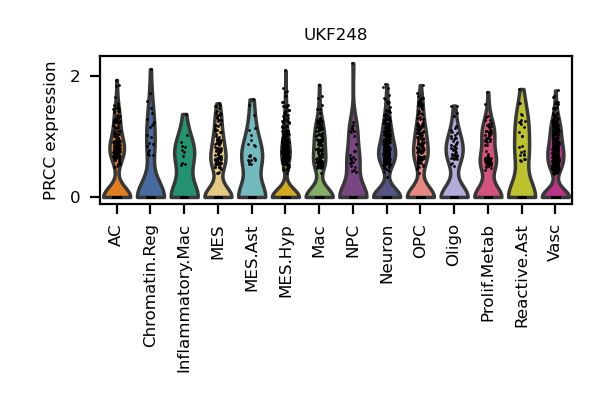 UKF248
PRCC expression
2
0
AC
Chromatin.Reg
Inflammatory.Mac
MES
MES.Ast
MES.Hyp
Mac
NPC
Neuron
OPC
Oligo
Prolif.Metab
Reactive.Ast
Vasc